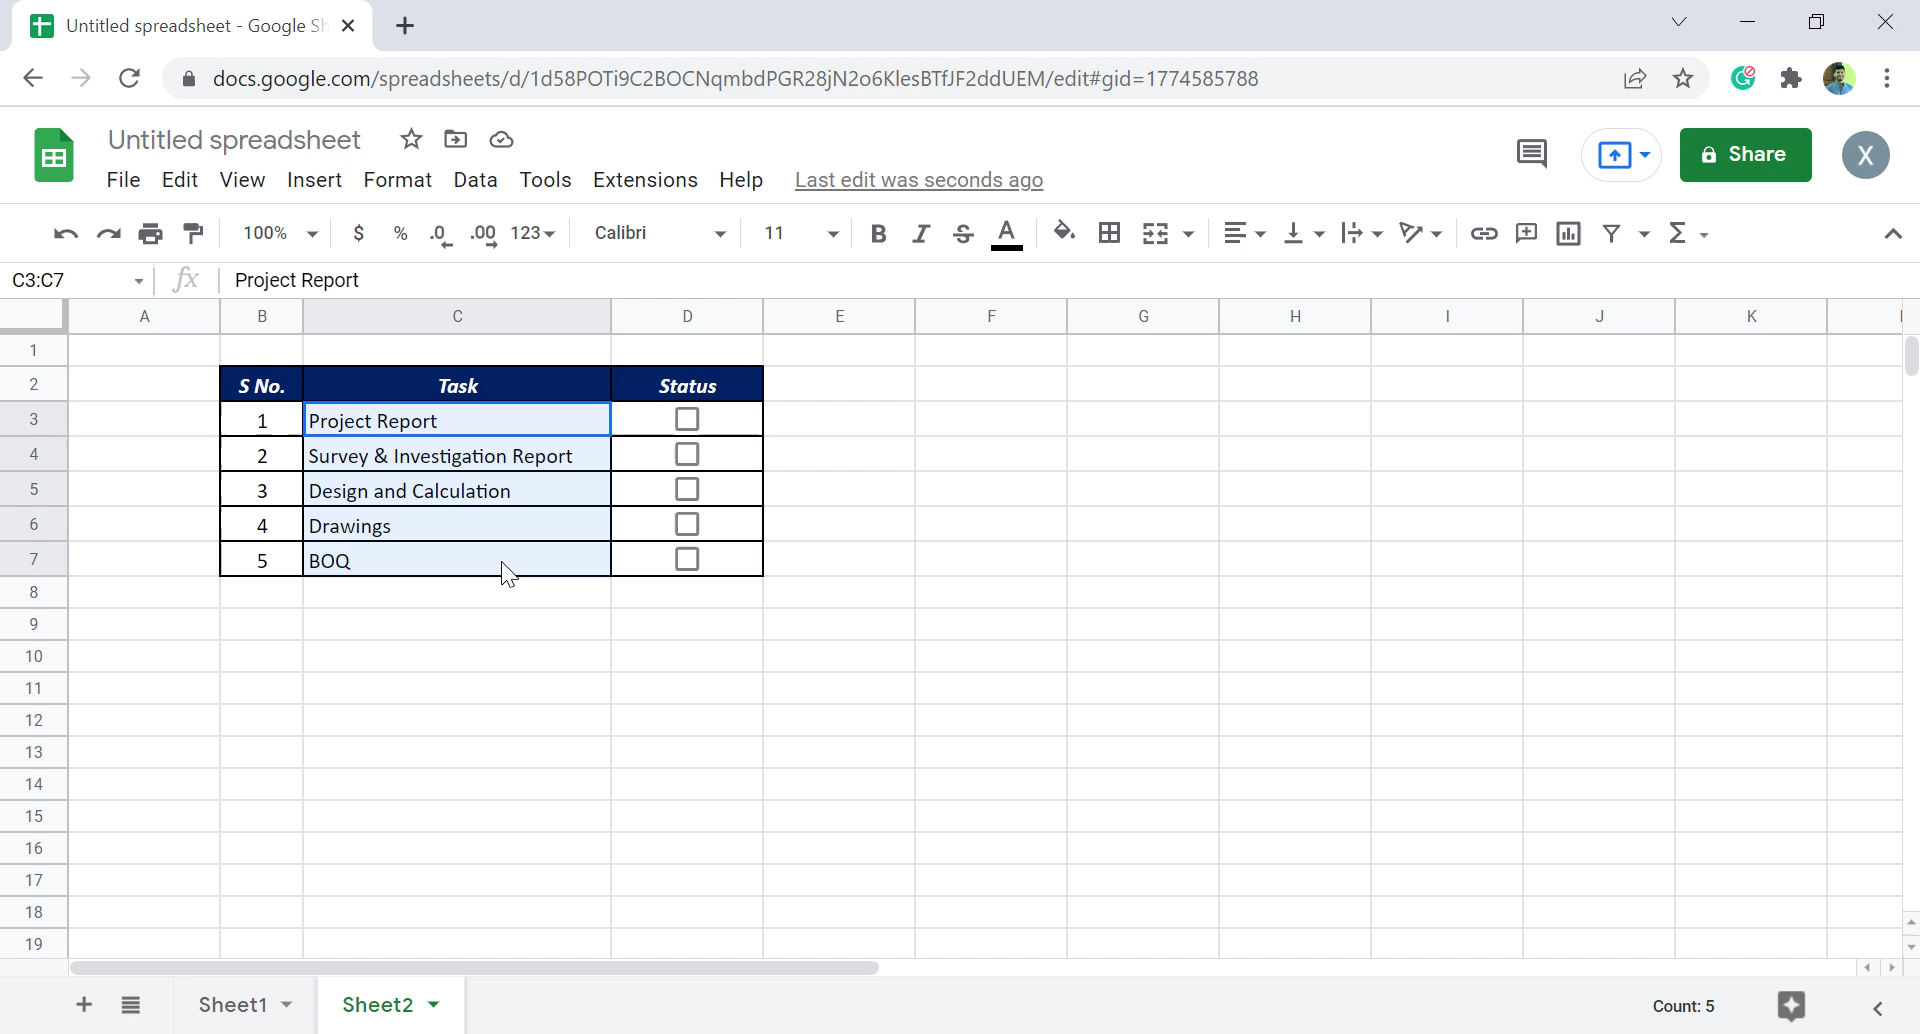 Untitled spreadsheet - Google Sh
docs.google.com/spreadsheets/d/1d58POTi9C2BOCNqmbdPGR28jN2o6KlesBTfJF2ddUEM/edit#gid=1774585788
Untitled spreadsheet
File Edit View Insert Format Data Tools Extensions Help Last edit was seconds ago
Share
X
100% $ % .0 .00 123 Calibri 11 B I S A Σ
C3:C7 fx Project Report
A B C D E F G H I J K
1
2 S No. Task Status
3 1 Project Report
4 2 Survey & Investigation Report
5 3 Design and Calculation
6 4 Drawings
7 5 BOQ
8
9
10
11
12
13
14
15
16
17
18
19
Sheet1 Sheet2 Count: 5